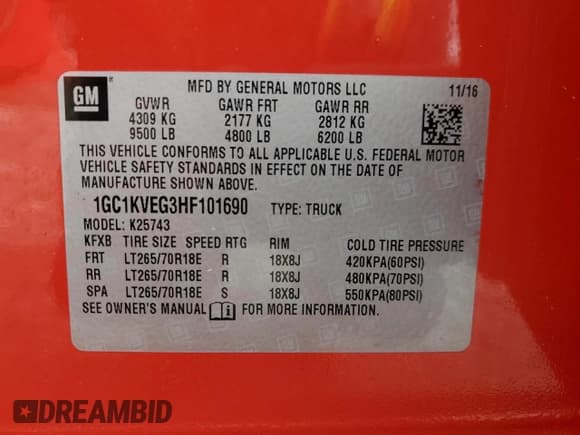 GM
MFD BY GENERAL MOTORS LLC 11/16
GVWR GAWR FRT GAWR RR
4309 KG 2177 KG 2812 KG
9500 LB 4800 LB 6200 LB
THIS VEHICLE CONFORMS TO ALL APPLICABLE U.S. FEDERAL MOTOR
VEHICLE SAFETY STANDARDS IN EFFECT ON THE DATE OF
MANUFACTURE SHOWN ABOVE.
1GC1KVEG3HF101690 TYPE: TRUCK
MODEL: K25743
KFXB TIRE SIZE SPEED RTG RIM
FRT LT265/70R18E R 18X8J 420KPA(60PSI)
RR LT265/70R18E R 18X8J 480KPA(70PSI)
SPA LT265/70R18E S 18X8J 550KPA(80PSI)
SEE OWNER'S MANUAL i FOR MORE INFORMATION.
DREAMBID